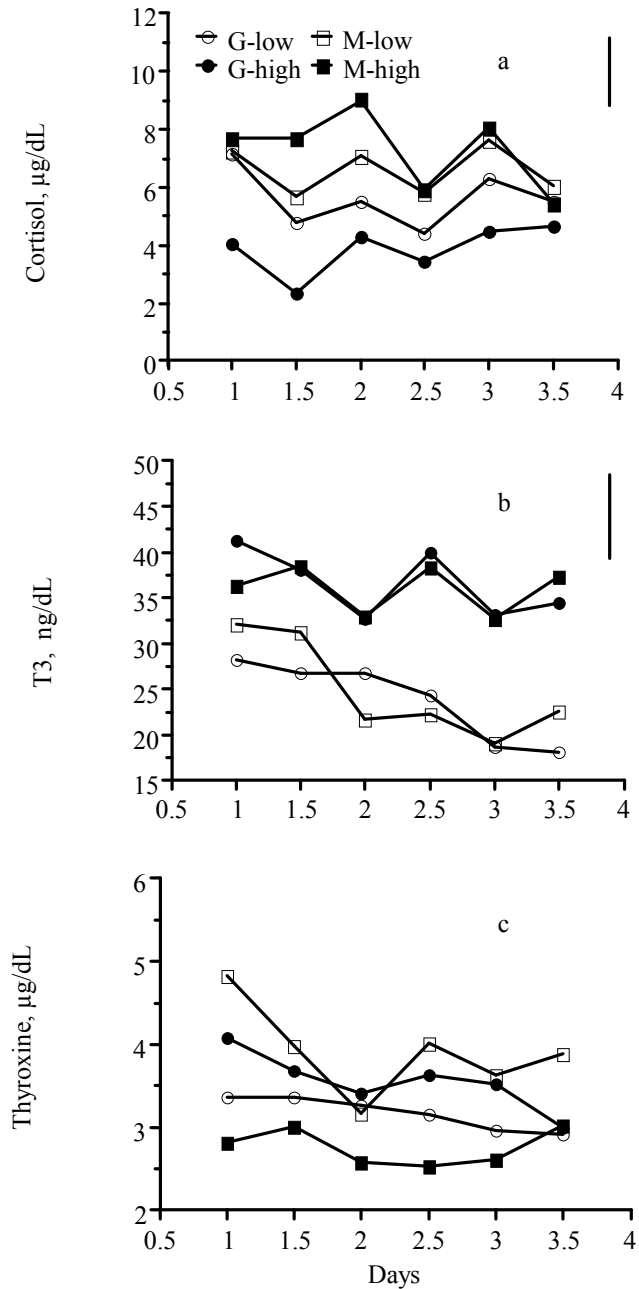 12
10
8
6
4
2
0
G-low M-low
G-high M-high
a
Cortisol, µg/dL
0.5 1 1.5 2 2.5 3 3.5 4
50
45
40
35
30
25
20
15
b
T3, ng/dL
0.5 1 1.5 2 2.5 3 3.5 4
6
5
4
3
2
c
Thyroxine, µg/dL
0.5 1 1.5 2 2.5 3 3.5 4
Days